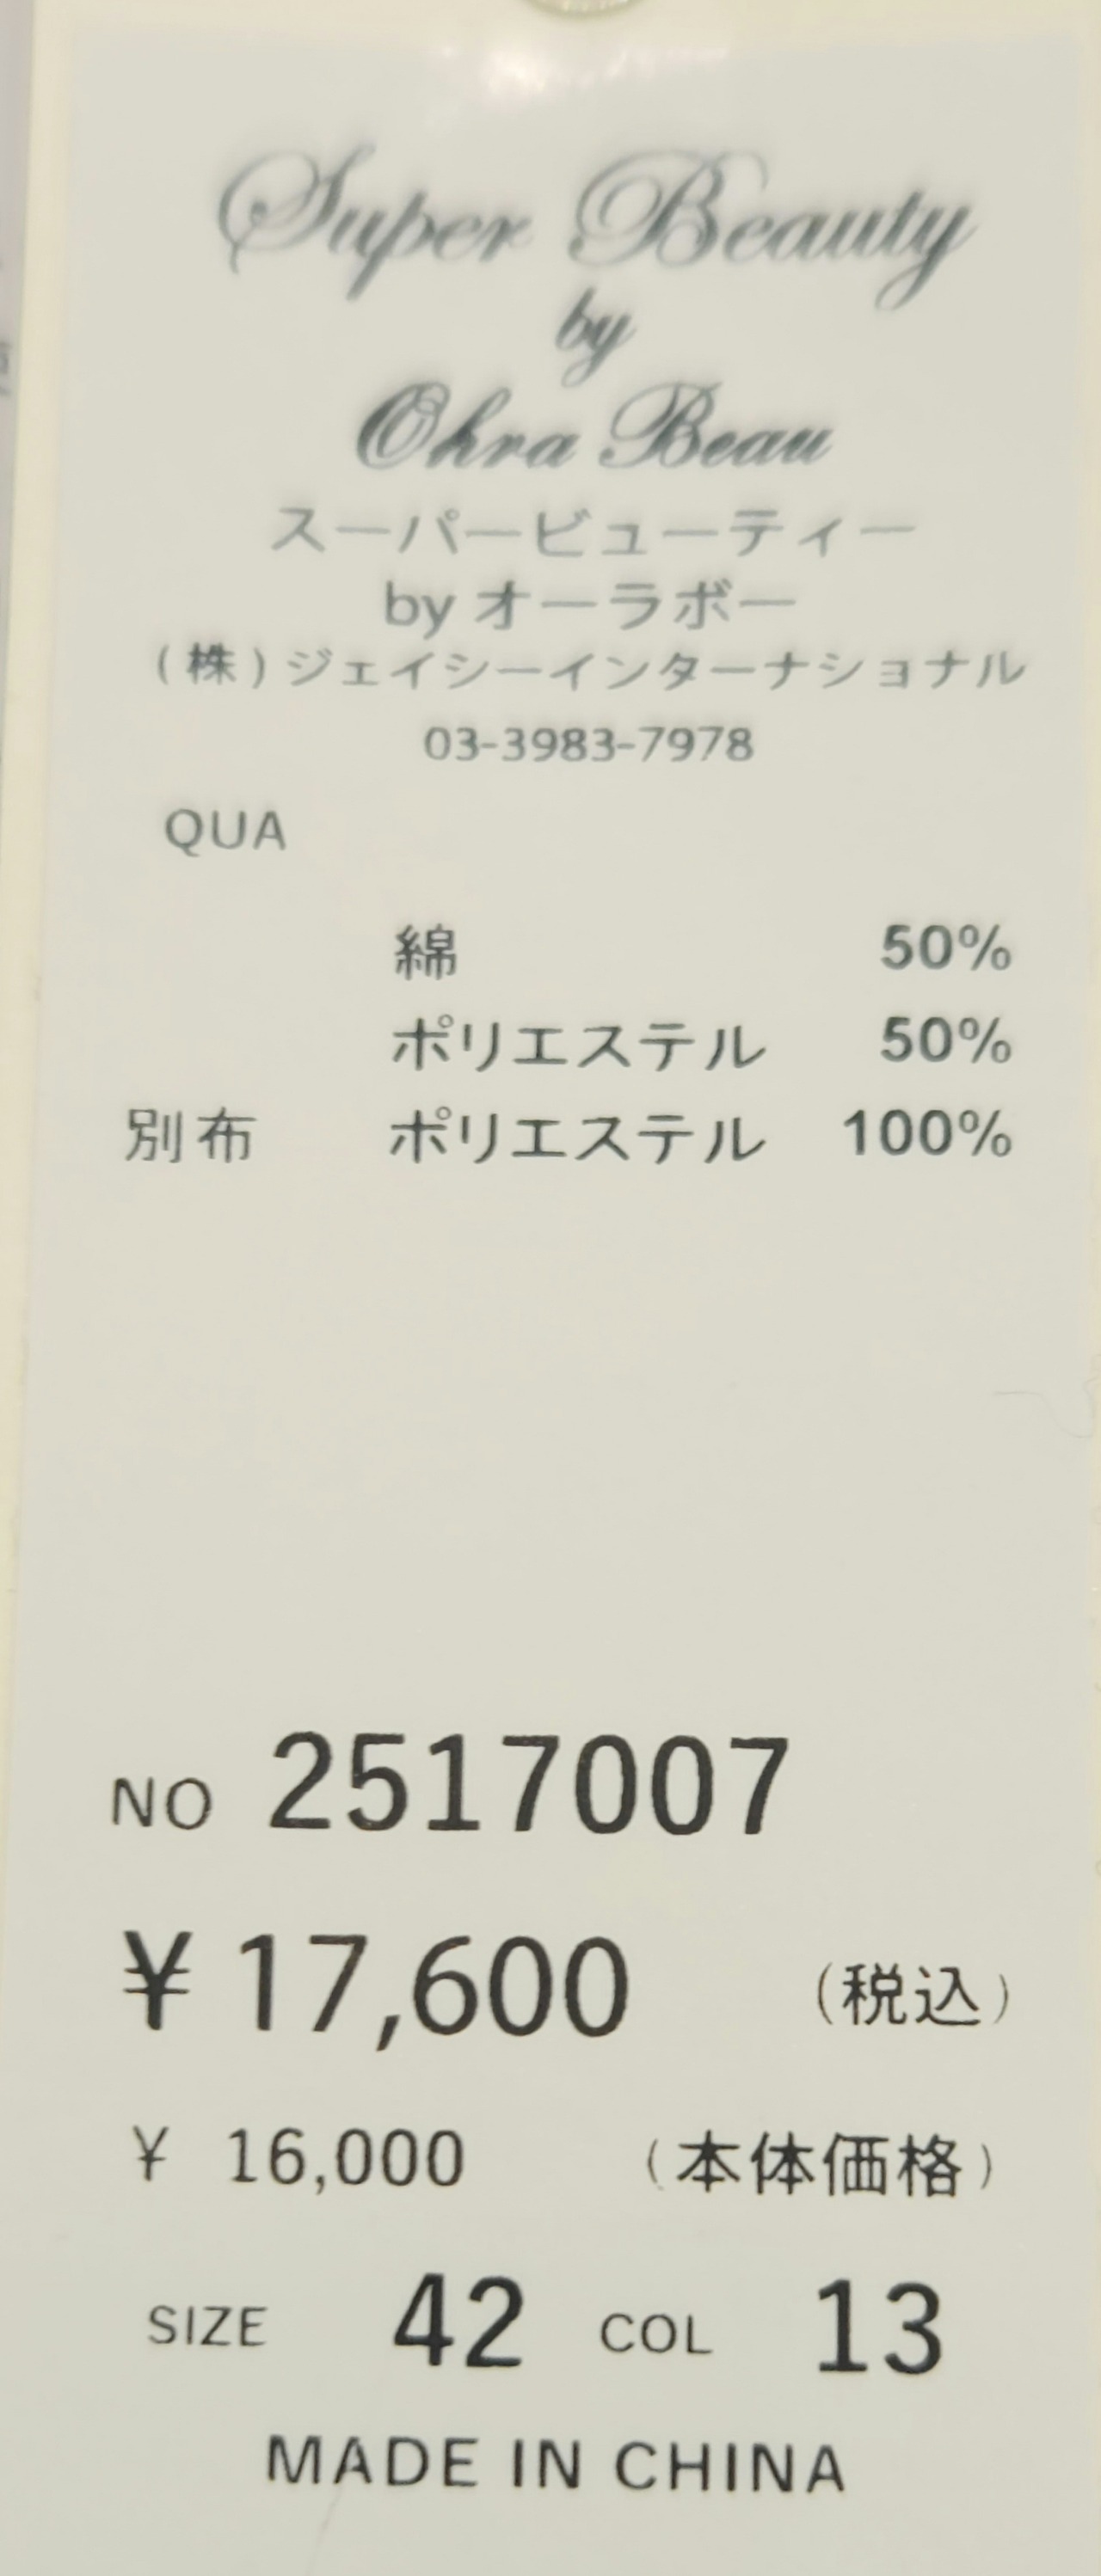 Super Beauty
by
Ohra Beau
スーパービューティー
by オーラボー
(株)ジェイシーインターナショナル
03-3983-7978
QUA
綿 50%
ポリエステル 50%
別布 ポリエステル 100%
NO 2517007
¥17,600 (税込)
¥ 16,000 (本体価格)
SIZE 42 COL 13
MADE IN CHINA